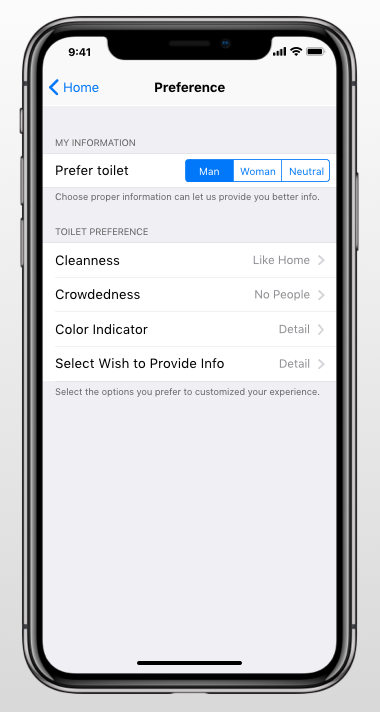 9:41
Home
Preference
MY INFORMATION
Prefer toilet
Man Woman Neutral
Choose proper information can let us provide you better info.
TOILET PREFERENCE
Cleanness Like Home
Crowdedness No People
Color Indicator Detail
Select Wish to Provide Info Detail
Select the options you prefer to customized your experience.